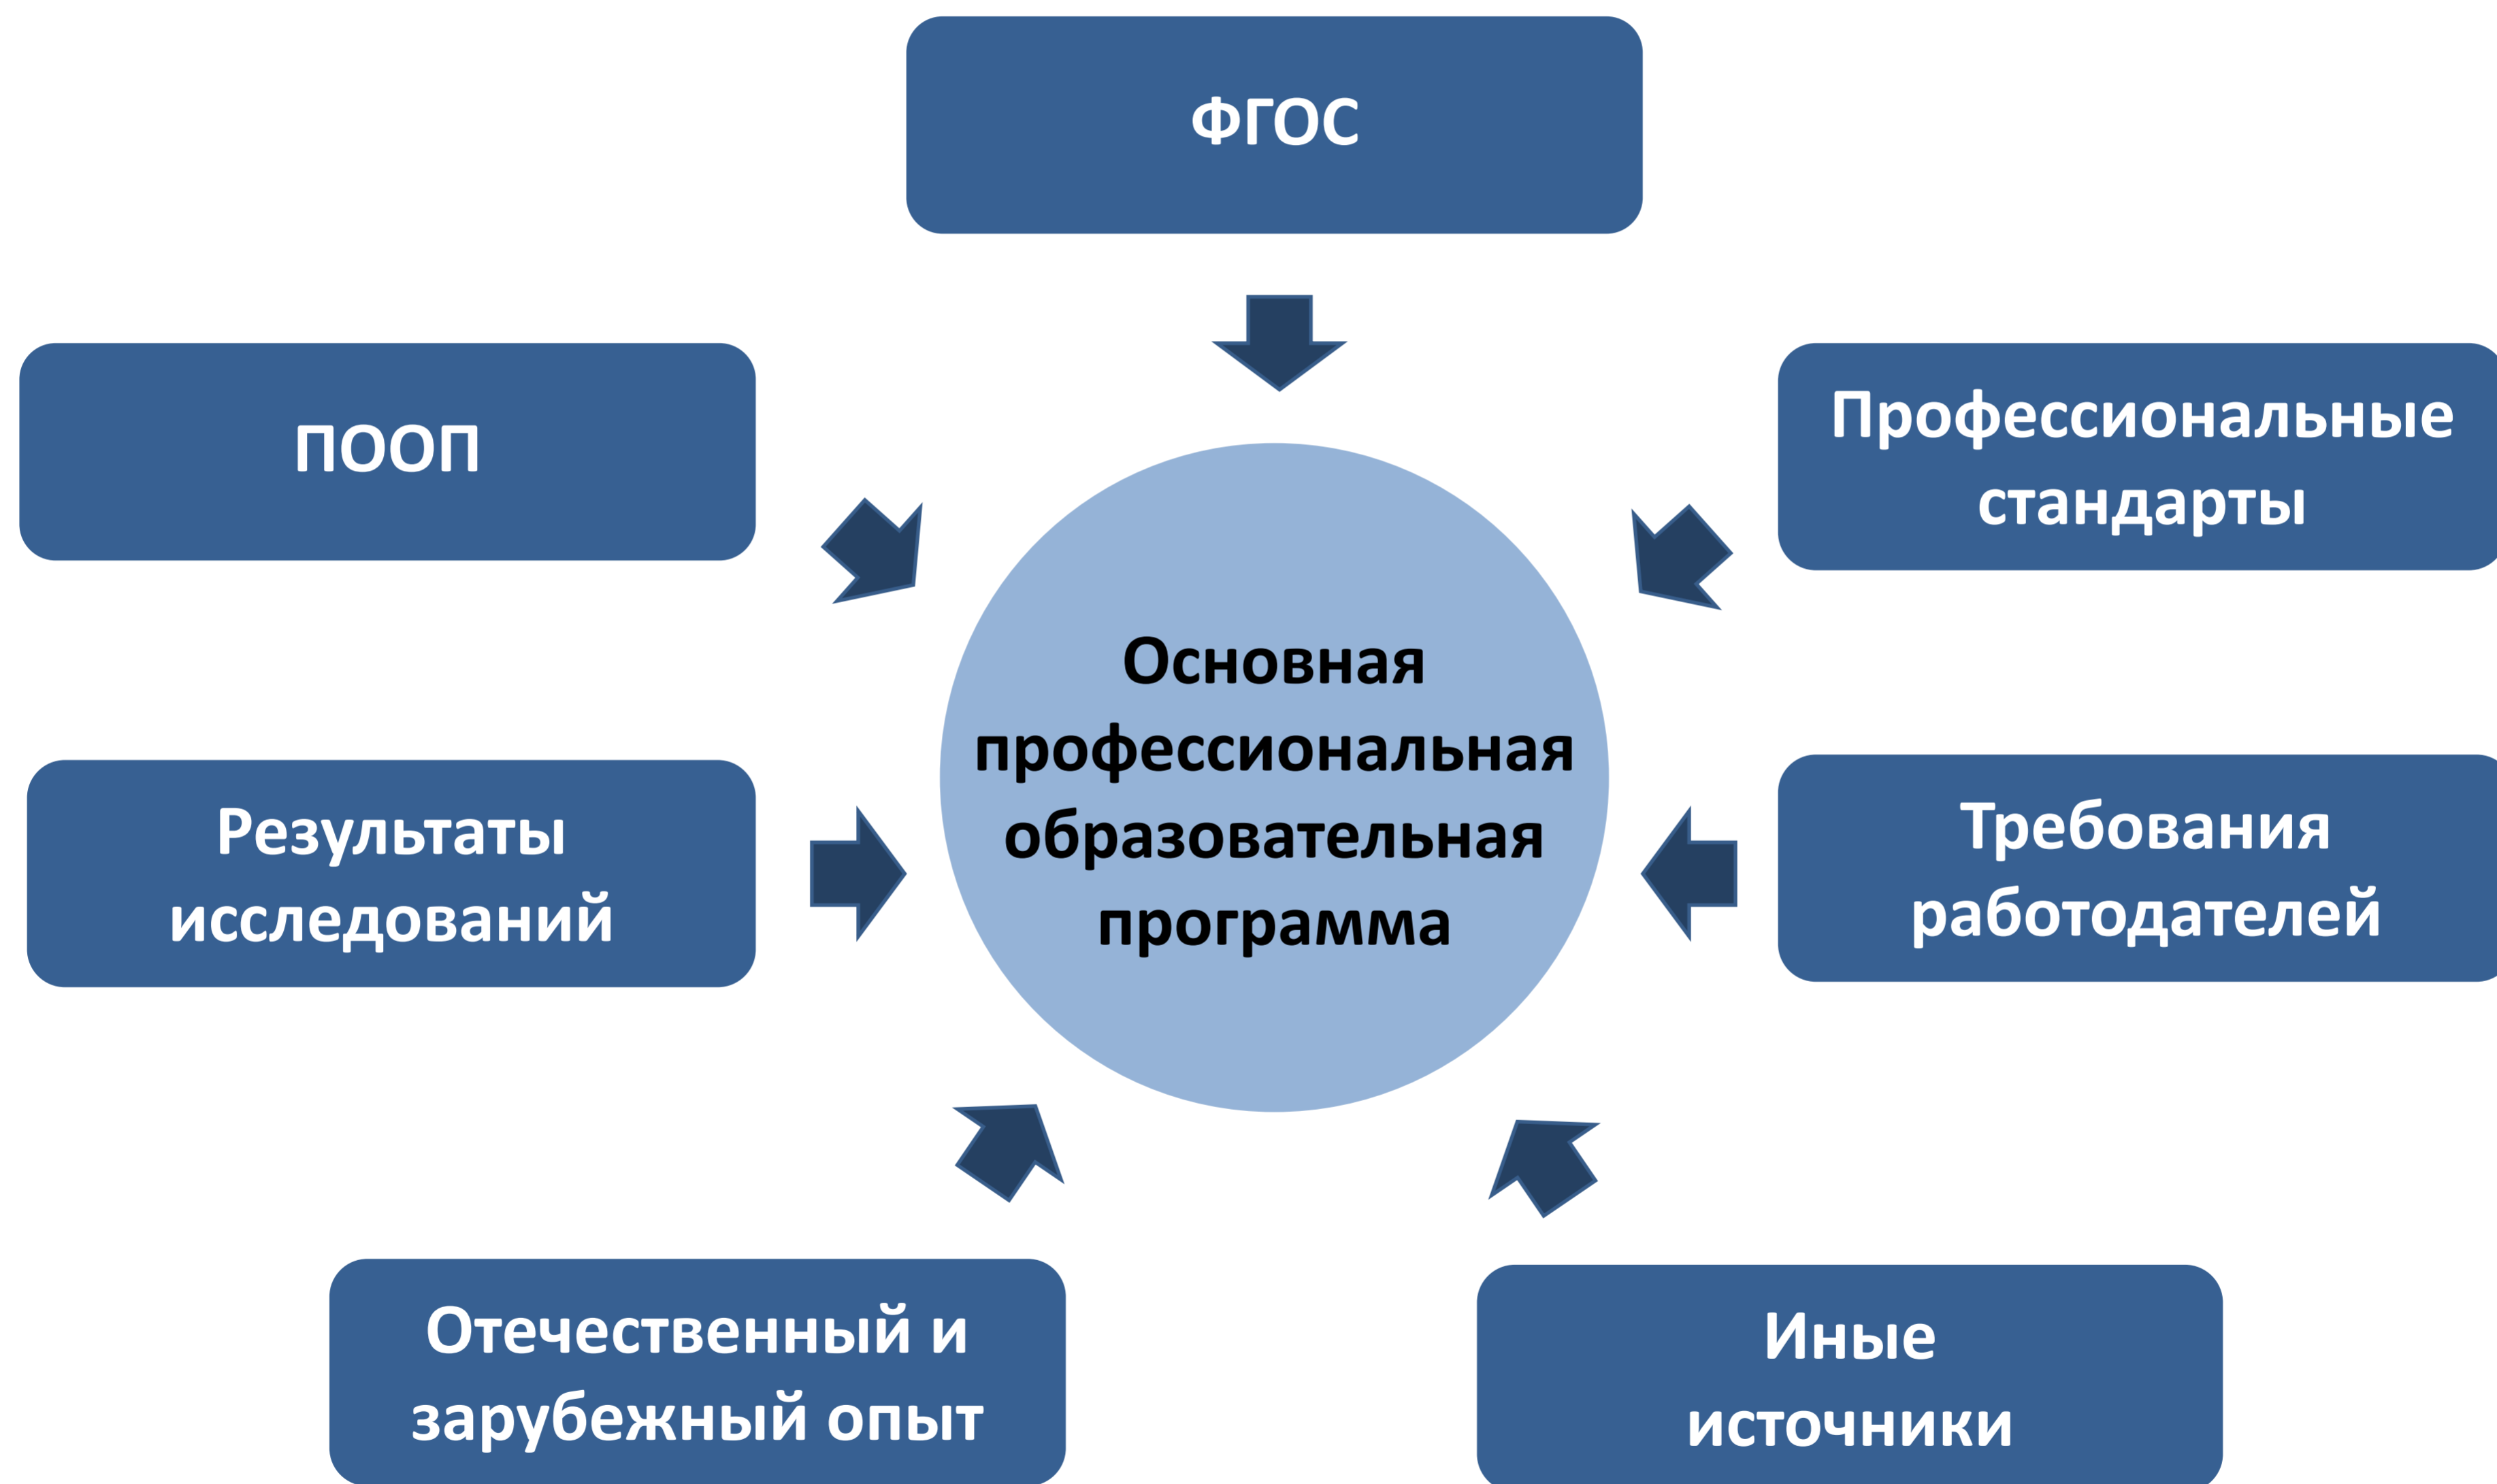 ФГОС
ПООП
Профессиональные
стандарты
Основная
профессиональная
образовательная
программа
Результаты
исследований
Требования
работодателей
Отечественный и
зарубежный опыт
Иные
источники